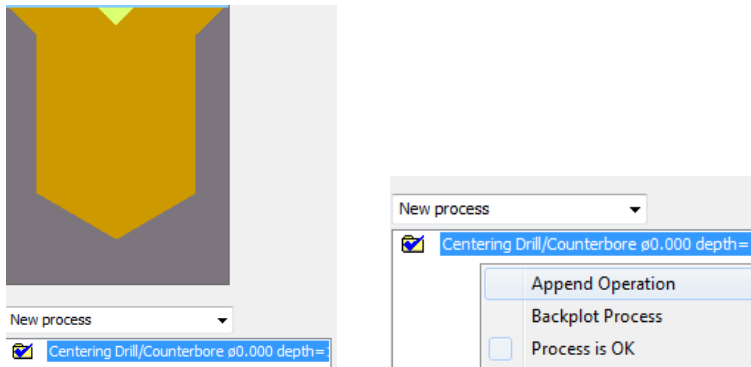 New process
Centering Drill/Counterbore ø0.000 depth=
New process
Centering Drill/Counterbore ø0.000 depth=
Append Operation
Backplot Process
Process is OK